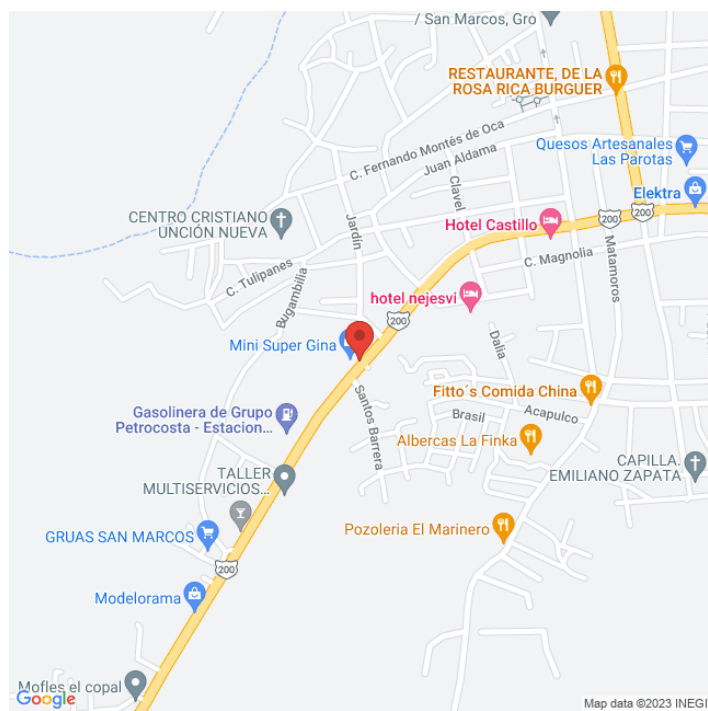 / San Marcos, Gro
RESTAURANTE, DE LA
ROSA RICA BURGUER
C. Fernando Montés de Oca
Juan Aldama
Quesos Artesanales
Las Parotas
Clavel
Elektra
200
200
CENTRO CRISTIANO
UNCIÓN NUEVA
Jardín
Hotel Castillo
Matamoros
C. Magnolia
C. Tulipanes
Bugambilia
hotel nejesvi
200
Dalia
Mini Super Gina
Santos Barrera
Fitto´s Comida China
Brasil
Acapulco
Gasolinera de Grupo
Petrocosta - Estacion...
Albercas La Finka
CAPILLA.
EMILIANO ZAPATA
TALLER
MULTISERVICIOS...
Pozoleria El Marinero
GRUAS SAN MARCOS
200
Modelorama
Mofles el copal
Google
Map data ©2023 INEGI